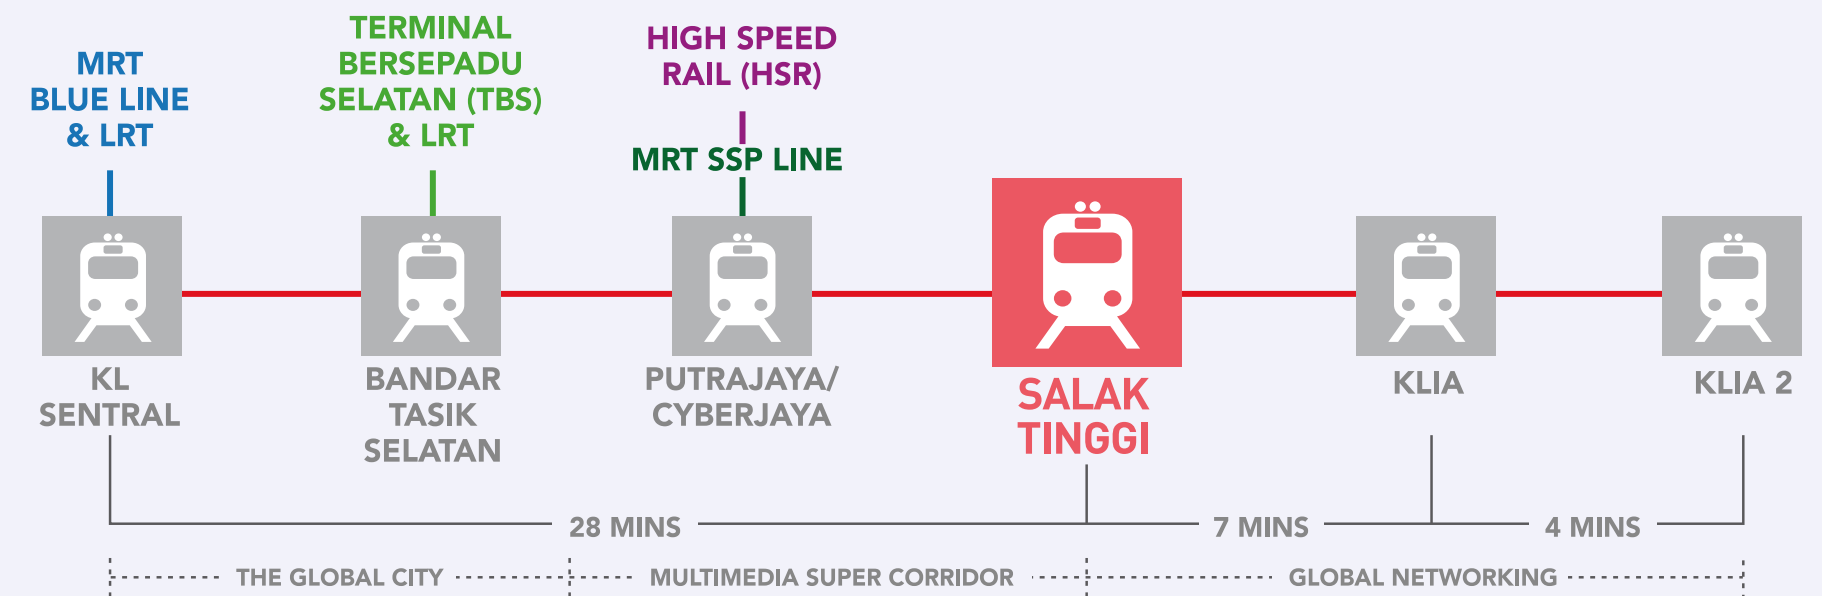 MRT
BLUE LINE
& LRT
TERMINAL
BERSEPADU
SELATAN (TBS)
& LRT
HIGH SPEED
RAIL (HSR)
MRT SSP LINE
KL
SENTRAL
BANDAR
TASIK
SELATAN
PUTRAJAYA/
CYBERJAYA
SALAK
TINGGI
KLIA
KLIA 2
28 MINS
7 MINS
4 MINS
THE GLOBAL CITY
MULTIMEDIA SUPER CORRIDOR
GLOBAL NETWORKING